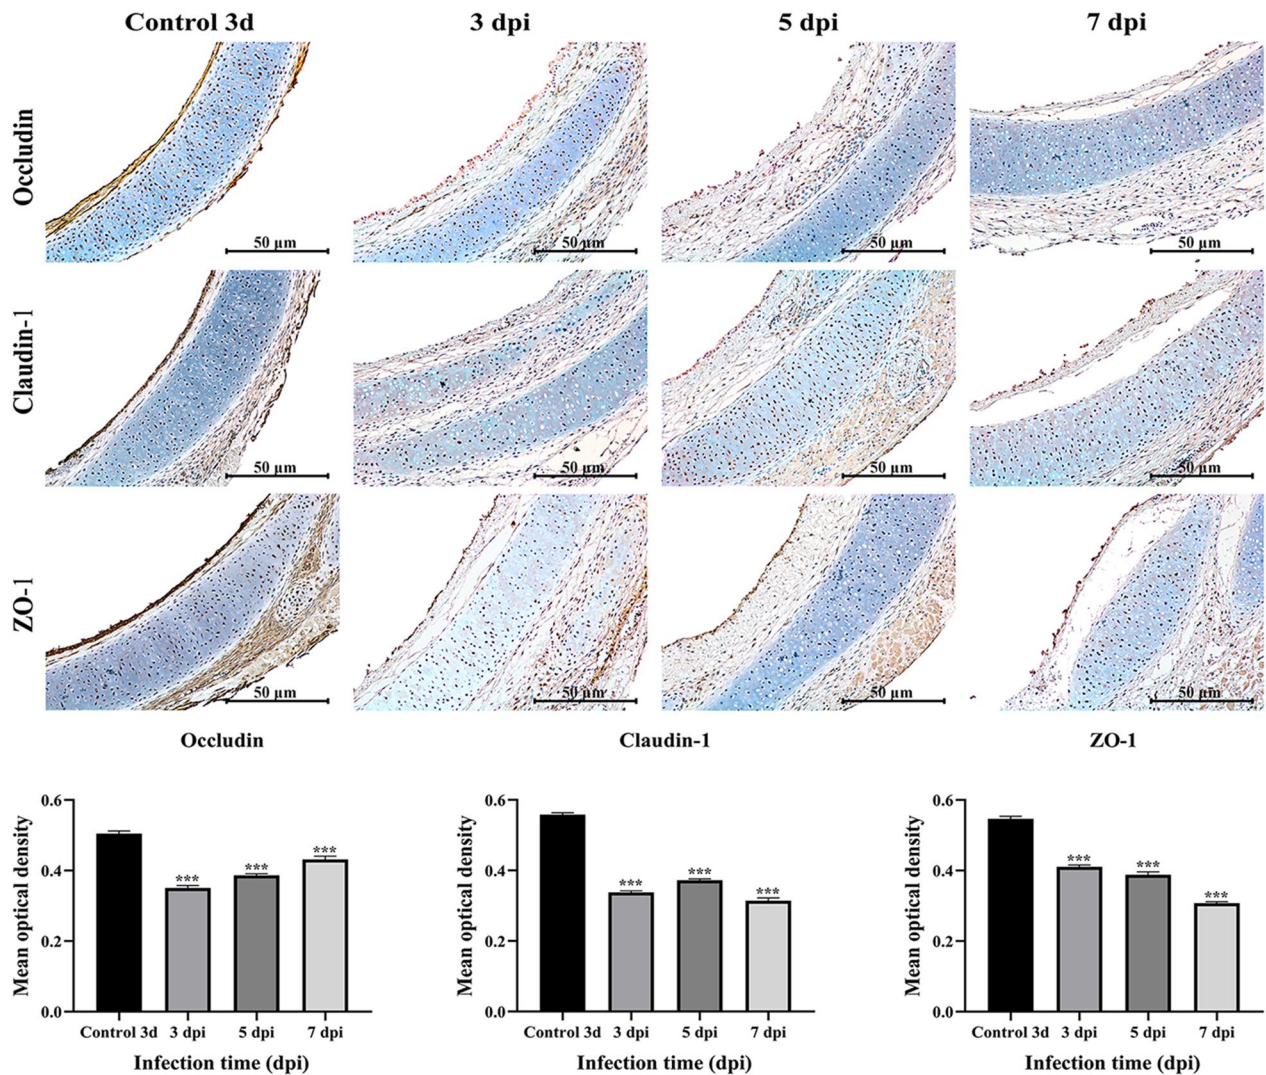 Control 3d 3 dpi 5 dpi 7 dpi
Occludin
50 µm 50 µm 50 µm 50 µm
Claudin-1
50 µm 50 µm 50 µm 50 µm
ZO-1
50 µm 50 µm 50 µm 50 µm
Occludin
Mean optical density
0.6
0.4
0.2
0.0
*** *** ***
Control 3d 3 dpi 5 dpi 7 dpi
Infection time (dpi)
Claudin-1
Mean optical density
0.6
0.4
0.2
0.0
*** *** ***
Control 3d 3 dpi 5 dpi 7 dpi
Infection time (dpi)
ZO-1
Mean optical density
0.6
0.4
0.2
0.0
*** *** ***
Control 3d 3 dpi 5 dpi 7 dpi
Infection time (dpi)